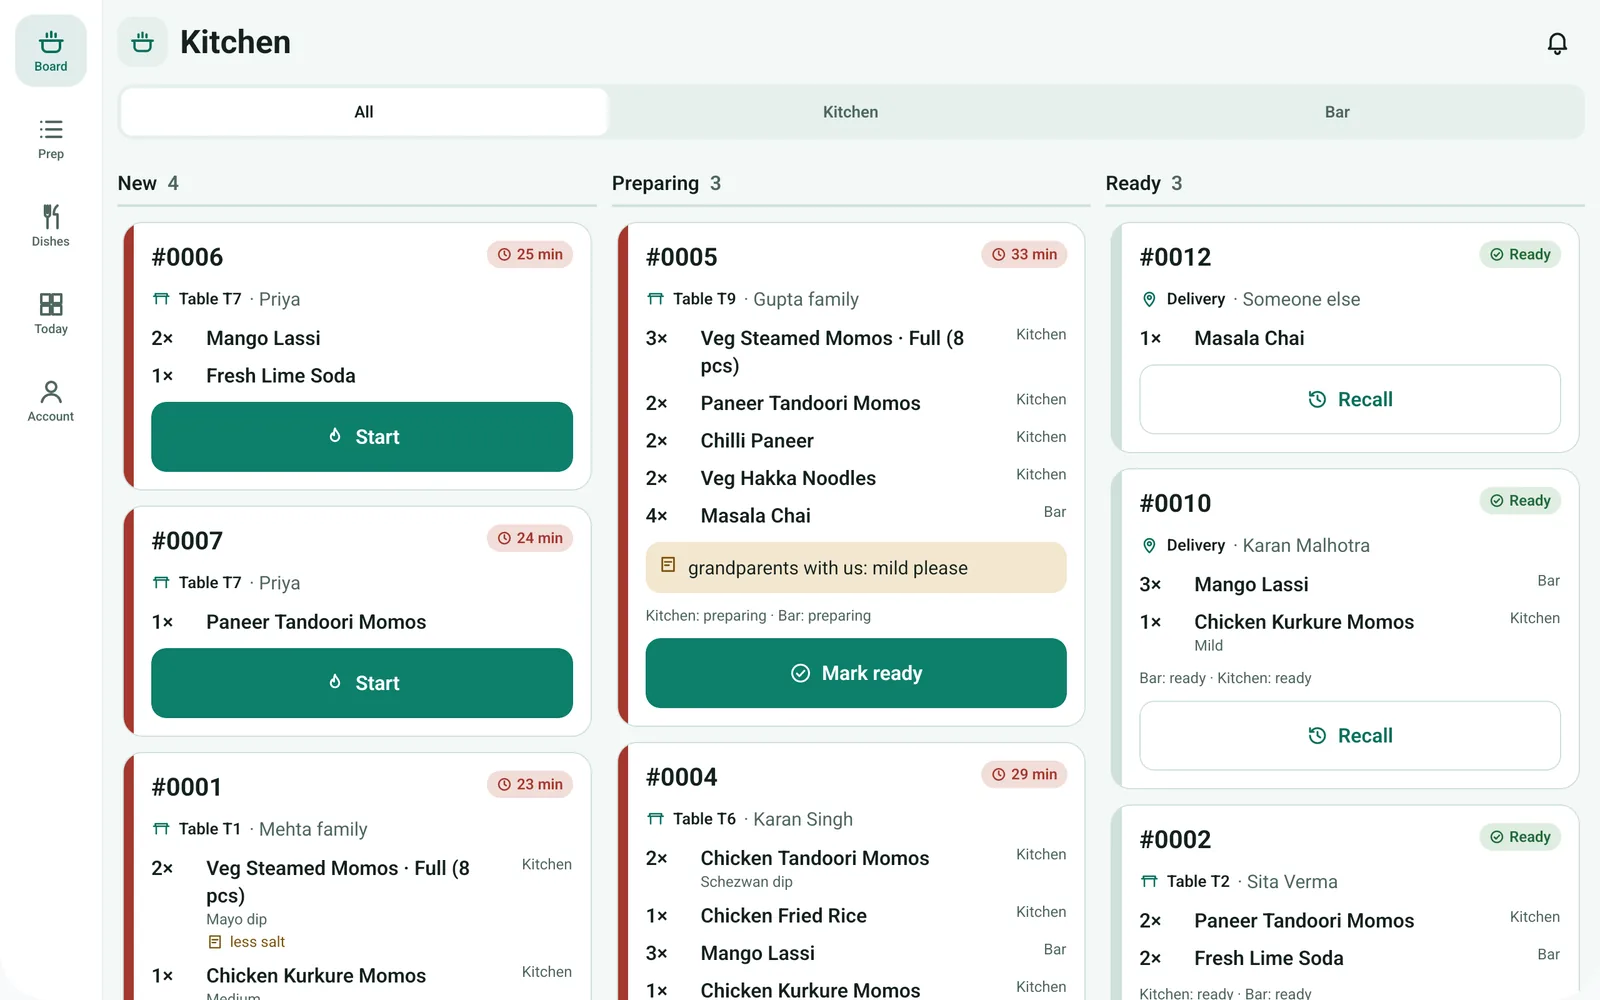 Board
Prep
Dishes
Today
Account
Kitchen
All
Kitchen
Bar
New 4
#0006
25 min
Table T7 · Priya
2× Mango Lassi
1× Fresh Lime Soda
Start
#0007
24 min
Table T7 · Priya
1× Paneer Tandoori Momos
Start
#0001
23 min
Table T1 · Mehta family
2× Veg Steamed Momos · Full (8 Kitchen
pcs)
Mayo dip
less salt
1× Chicken Kurkure Momos Kitchen
Medium
Preparing 3
#0005
33 min
Table T9 · Gupta family
3× Veg Steamed Momos · Full (8 Kitchen
pcs)
2× Paneer Tandoori Momos Kitchen
2× Chilli Paneer Kitchen
2× Veg Hakka Noodles Kitchen
4× Masala Chai Bar
grandparents with us: mild please
Kitchen: preparing · Bar: preparing
Mark ready
#0004
29 min
Table T6 · Karan Singh
2× Chicken Tandoori Momos Kitchen
Schezwan dip
1× Chicken Fried Rice Kitchen
3× Mango Lassi Bar
1× Chicken Kurkure Momos Kitchen
Ready 3
#0012
Ready
Delivery · Someone else
1× Masala Chai
Recall
#0010
Ready
Delivery · Karan Malhotra
3× Mango Lassi Bar
1× Chicken Kurkure Momos Kitchen
Mild
Bar: ready · Kitchen: ready
Recall
#0002
Ready
Table T2 · Sita Verma
2× Paneer Tandoori Momos Kitchen
2× Fresh Lime Soda Bar
Kitchen: ready · Bar: ready